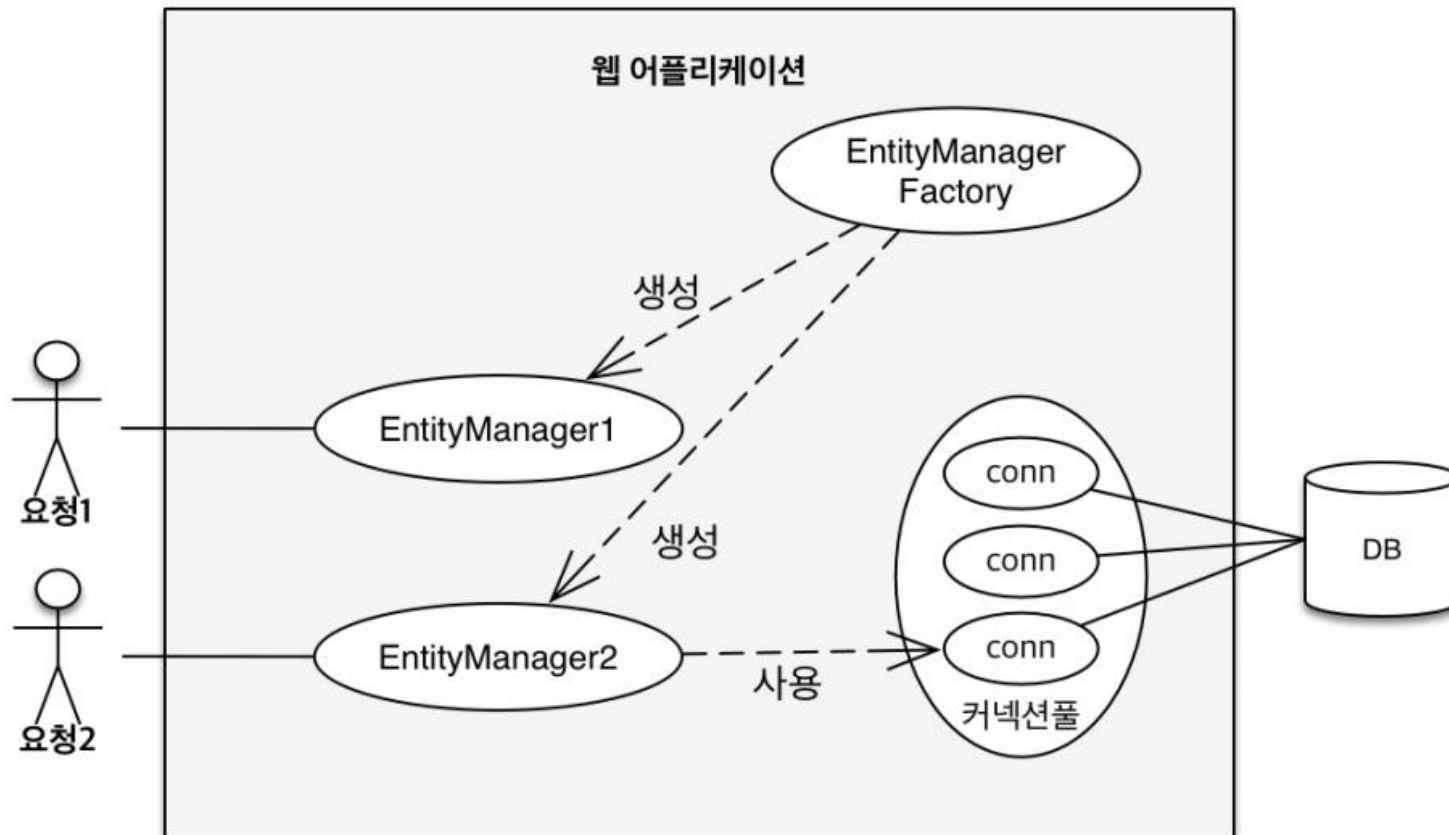 웹 어플리케이션
EntityManager
Factory
생성
EntityManager1
요청1
conn
생성
conn
DB
conn
EntityManager2
사용
커넥션풀
요청2